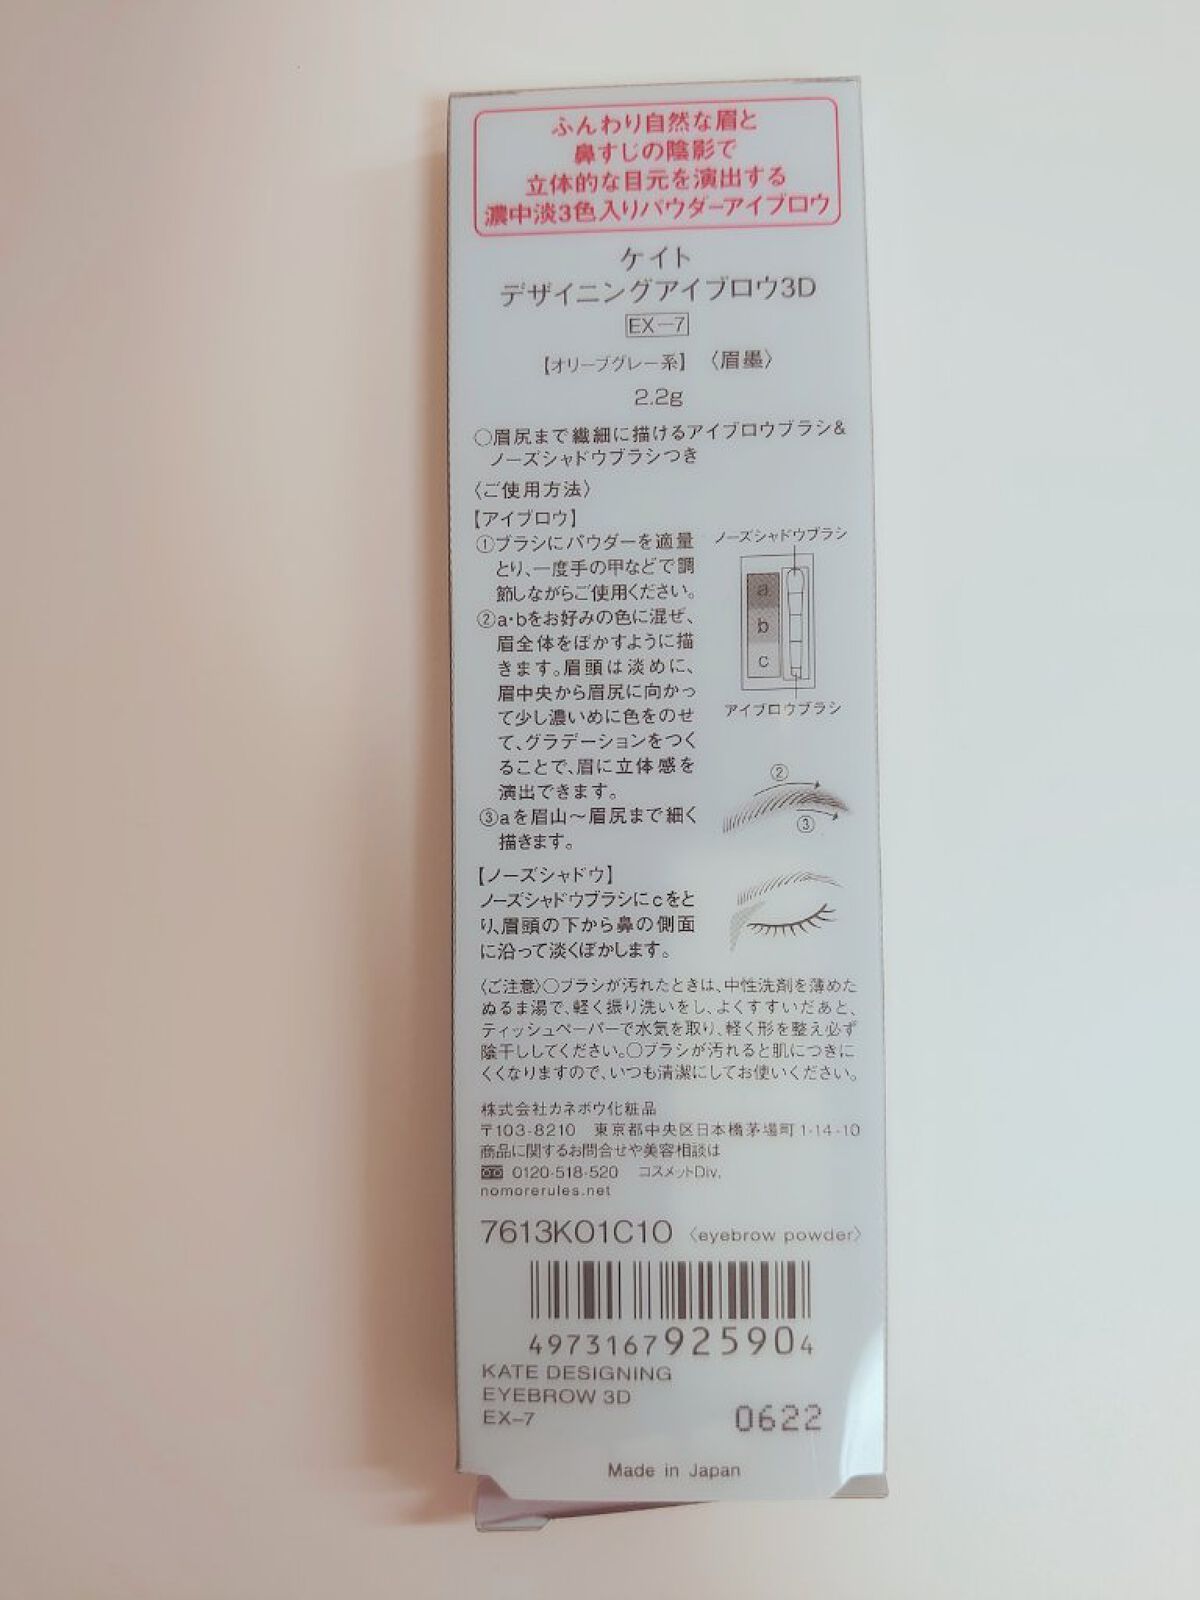 ふんわり自然な眉と
鼻すじの陰影で
立体的な目元を演出する
濃中淡3色入りパウダーアイブロウ
ケイト
デザイニングアイブロウ3D
EX-7
【オリーブグレー系】 〈眉墨〉
2.2g
○眉尻まで繊細に描けるアイブロウブラシ&
ノーズシャドウブラシつき
〈ご使用方法〉
【アイブロウ】
①ブラシにパウダーを適量
とり、一度手の甲などで調
節しながらご使用ください。
②a・bをお好みの色に混ぜ、
眉全体をぼかすように描
きます。眉頭は淡めに、
眉中央から眉尻に向かっ
て少し濃いめに色をのせ
て、グラデーションをつく
ることで、眉に立体感を
演出できます。
③aを眉山〜眉尻まで細く
描きます。
ノーズシャドウブラシ
a
b
c
アイブロウブラシ
②
③
【ノーズシャドウ】
ノーズシャドウブラシにcをと
り、眉頭の下から鼻の側面
に沿って淡くぼかします。
〈ご注意〉○ブラシが汚れたときは、中性洗剤を薄めた
ぬるま湯で、軽く振り洗いをし、よくすすいだあと、
ティッシュペーパーで水気を取り、軽く形を整え必ず
陰干ししてください。○ブラシが汚れると肌につきに
くくなりますので、いつも清潔にしてお使いください。
株式会社カネボウ化粧品
〒103-8210 東京都中央区日本橋茅場町1-14-10
商品に関するお問合せや美容相談は
0120-518-520 コスメットDiv.
nomorerules.net
7613K01C10 〈eyebrow powder〉
4973167925904
KATE DESIGNING
EYEBROW 3D
EX-7
0622
Made in Japan